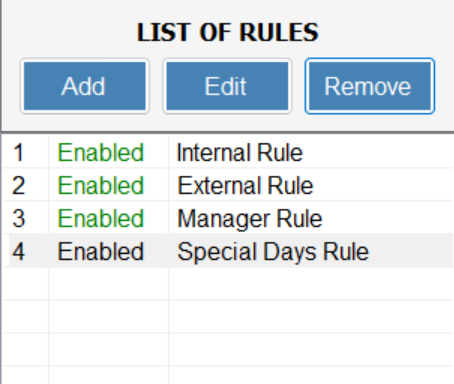 LIST OF RULES
Add Edit Remove
1 Enabled Internal Rule
2 Enabled External Rule
3 Enabled Manager Rule
4 Enabled Special Days Rule